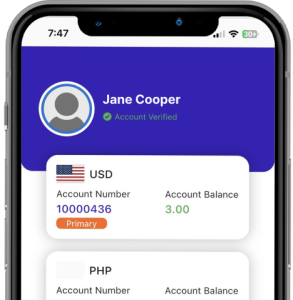 7:47
30+
Jane Cooper
Account Verified
USD
Account Number Account Balance
10000436 3.00
Primary
PHP
Account Number Account Balance